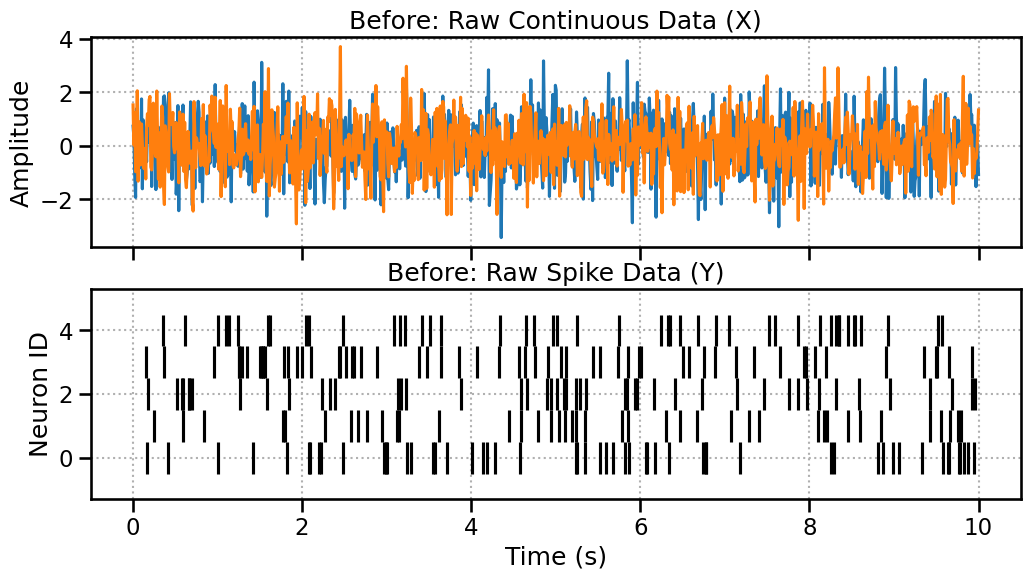 Before: Raw Continuous Data (X)
Amplitude
4
2
0
−2
Before: Raw Spike Data (Y)
Neuron ID
4
2
0
0 2 4 6 8 10
Time (s)